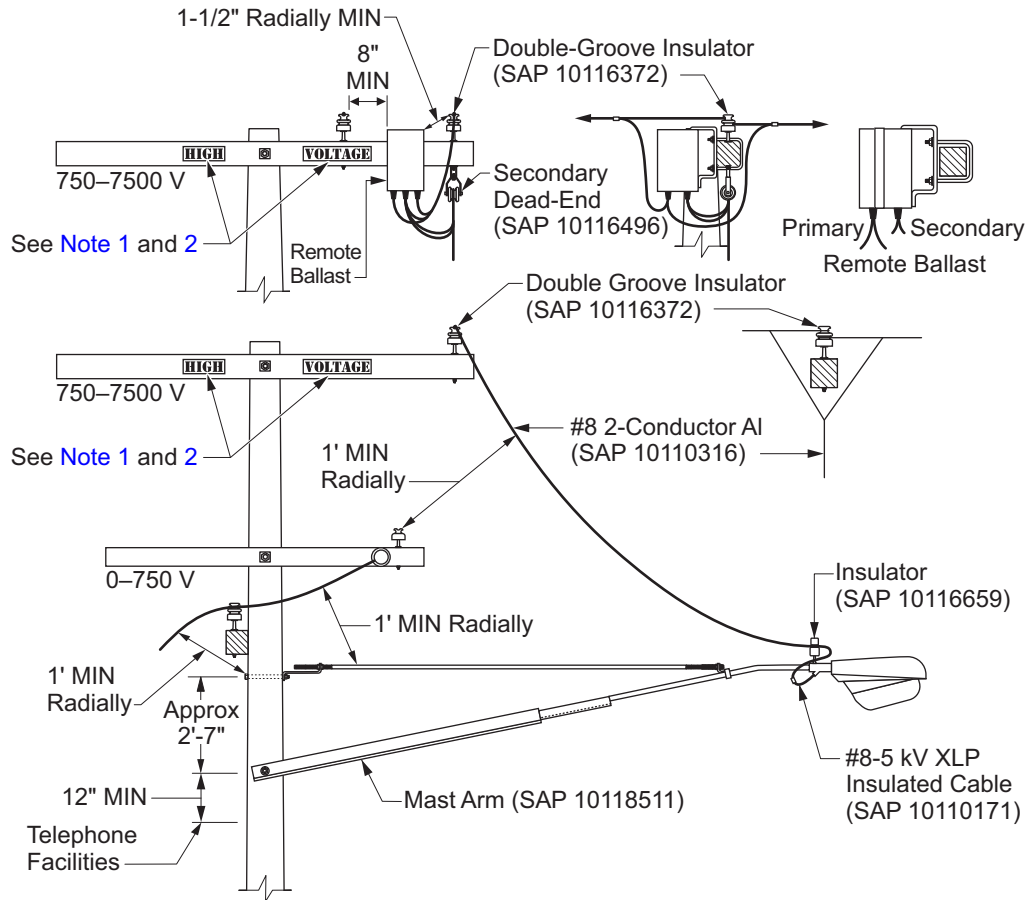 1-1/2" Radially MIN
8"
MIN
Double-Groove Insulator
(SAP 10116372)
HIGH
VOLTAGE
750–7500 V
Secondary
Dead-End
(SAP 10116496)
See Note 1 and 2
Remote
Ballast
Primary
Secondary
Remote Ballast
Double Groove Insulator
(SAP 10116372)
HIGH
VOLTAGE
750–7500 V
See Note 1 and 2
#8 2-Conductor Al
(SAP 10110316)
1' MIN
Radially
0–750 V
Insulator
(SAP 10116659)
1' MIN Radially
1' MIN
Radially
Approx
2'-7"
#8-5 kV XLP
Insulated Cable
(SAP 10110171)
12" MIN
Mast Arm (SAP 10118511)
Telephone
Facilities